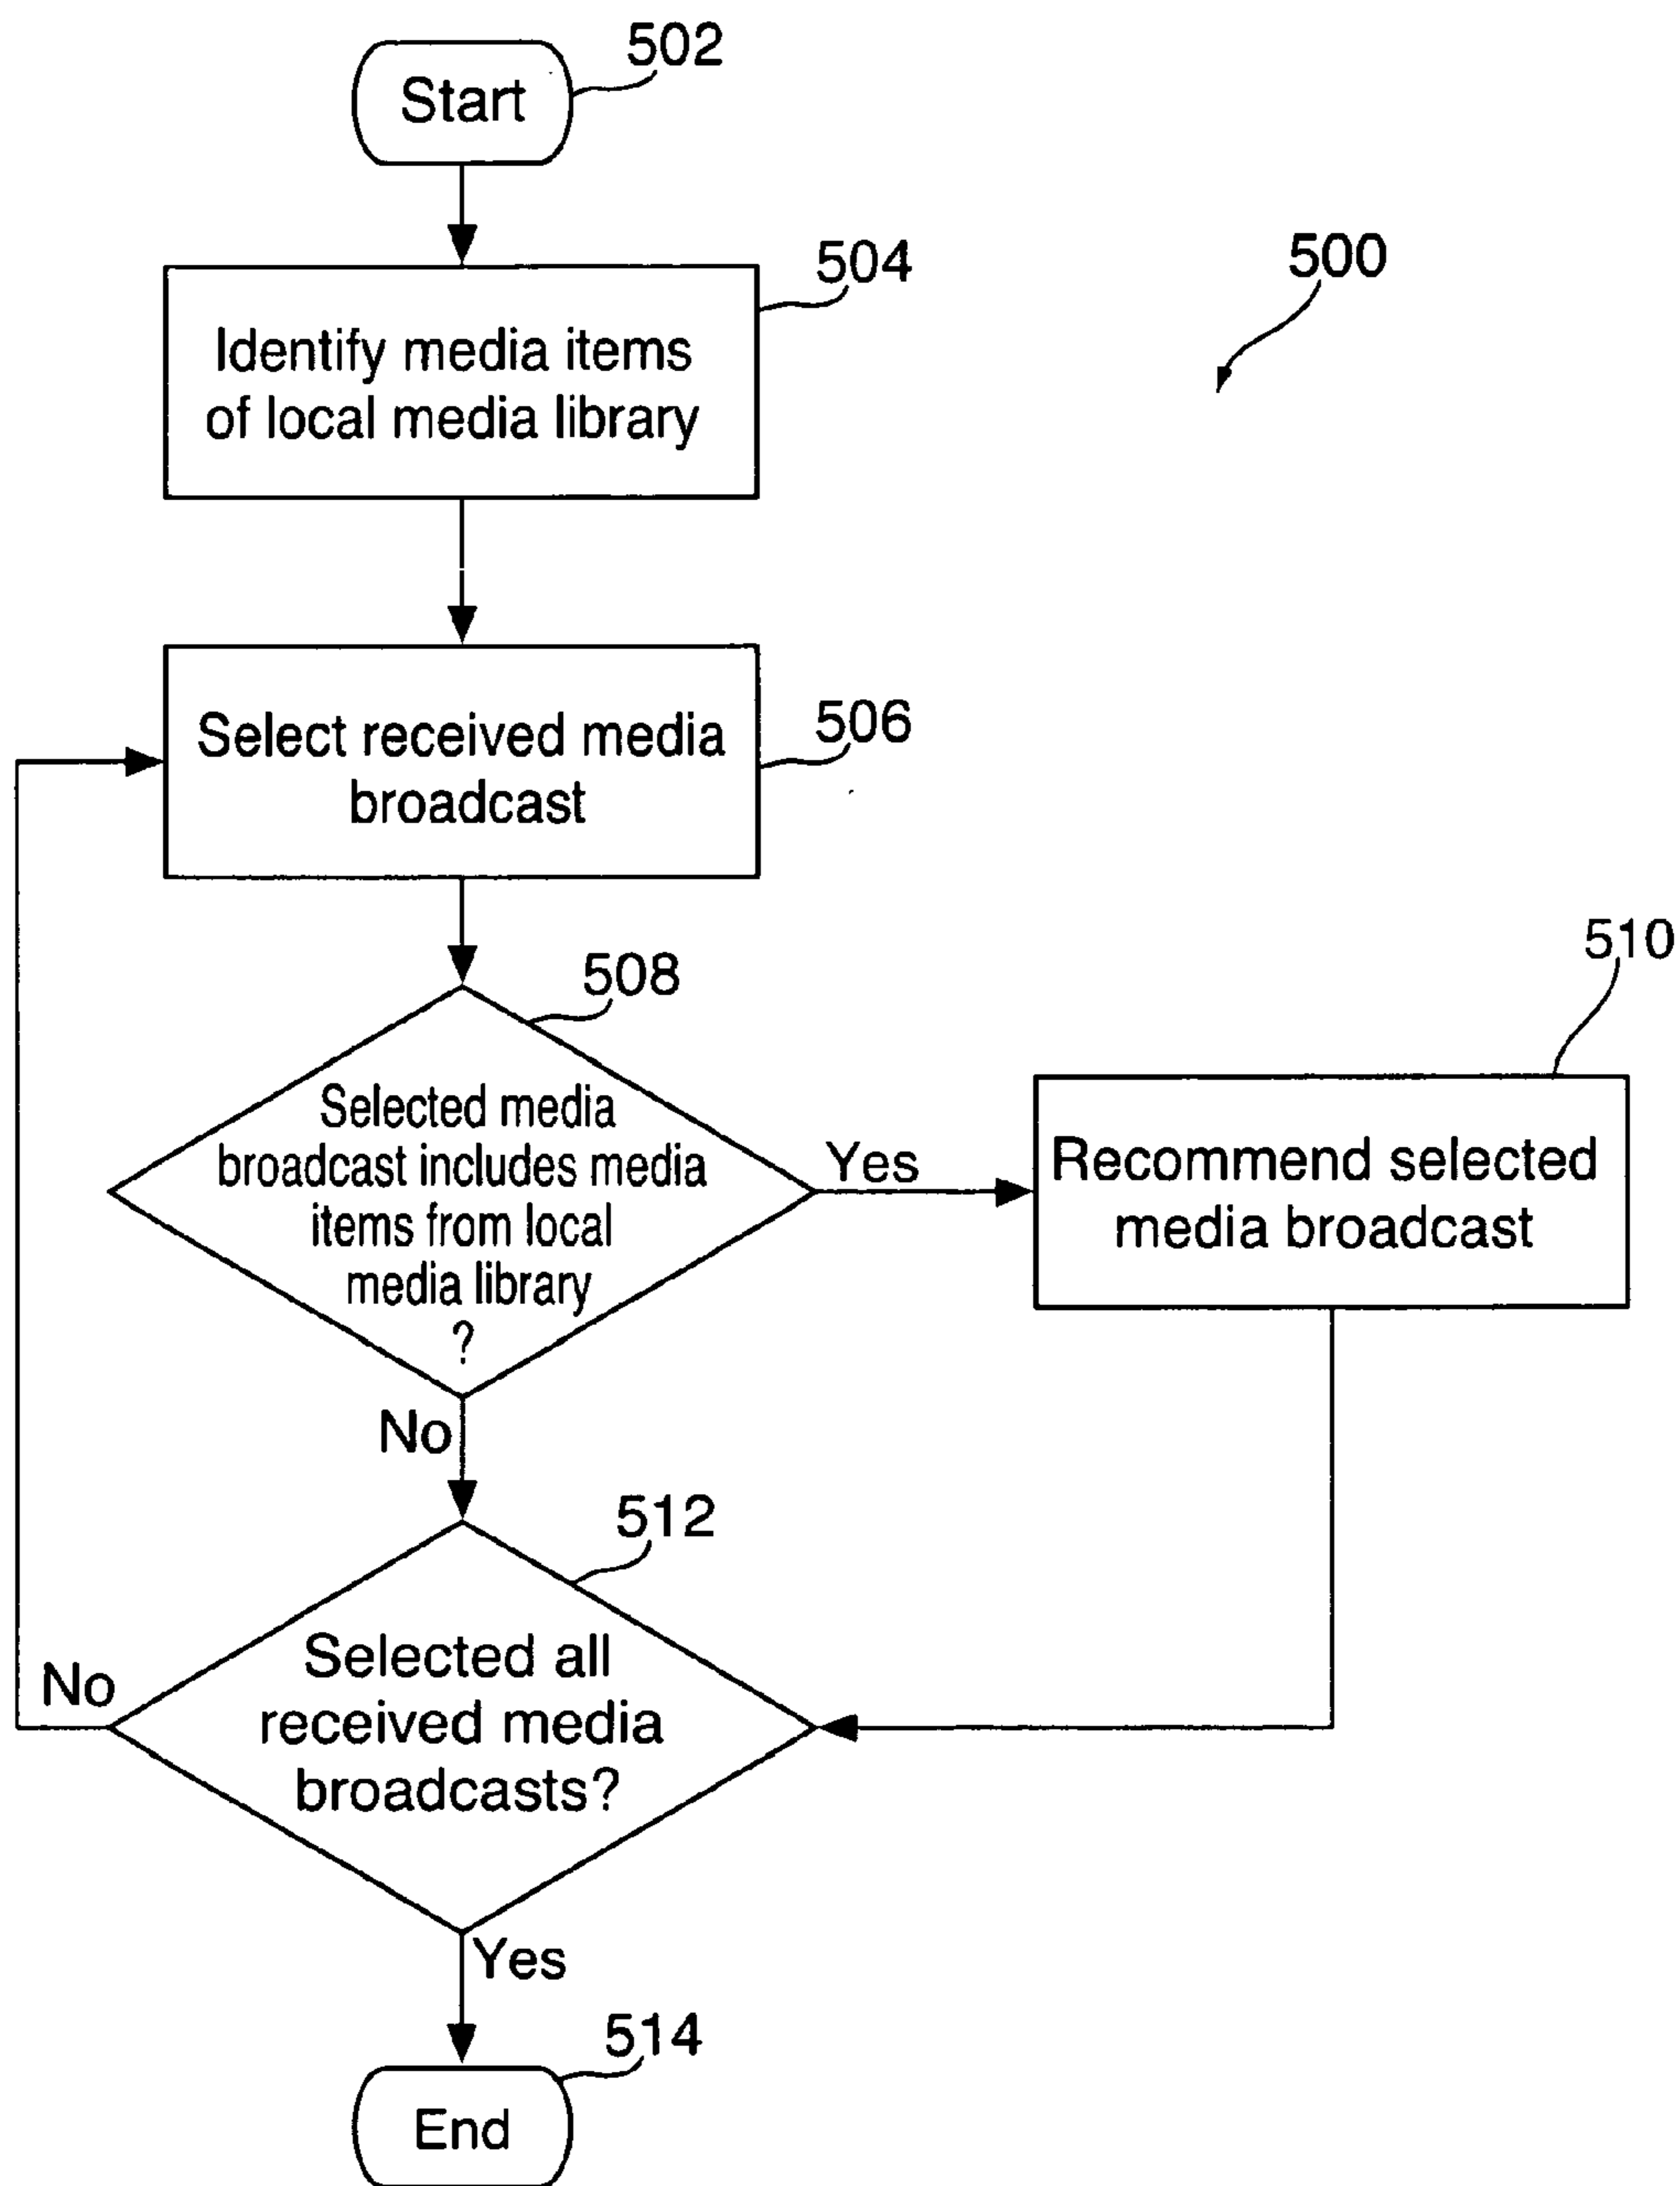 502
Start
504
500
Identify media items
of local media library
506
Select received media
broadcast
510
508
Selected media
broadcast includes media
items from local
media library
?
Yes
Recommend selected
media broadcast
No
512
Selected all
received media
broadcasts?
No
Yes
514
End